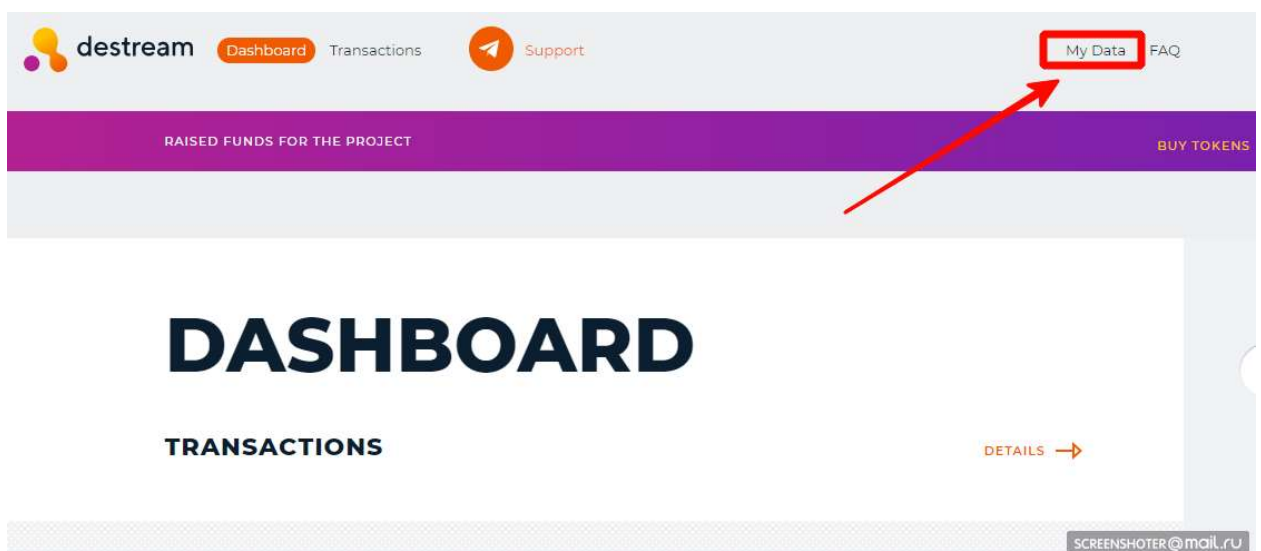 destream Dashboard Transactions Support My Data FAQ
RAISED FUNDS FOR THE PROJECT BUY TOKENS
DASHBOARD
TRANSACTIONS DETAILS
SCREENSHOTER@mail.ru